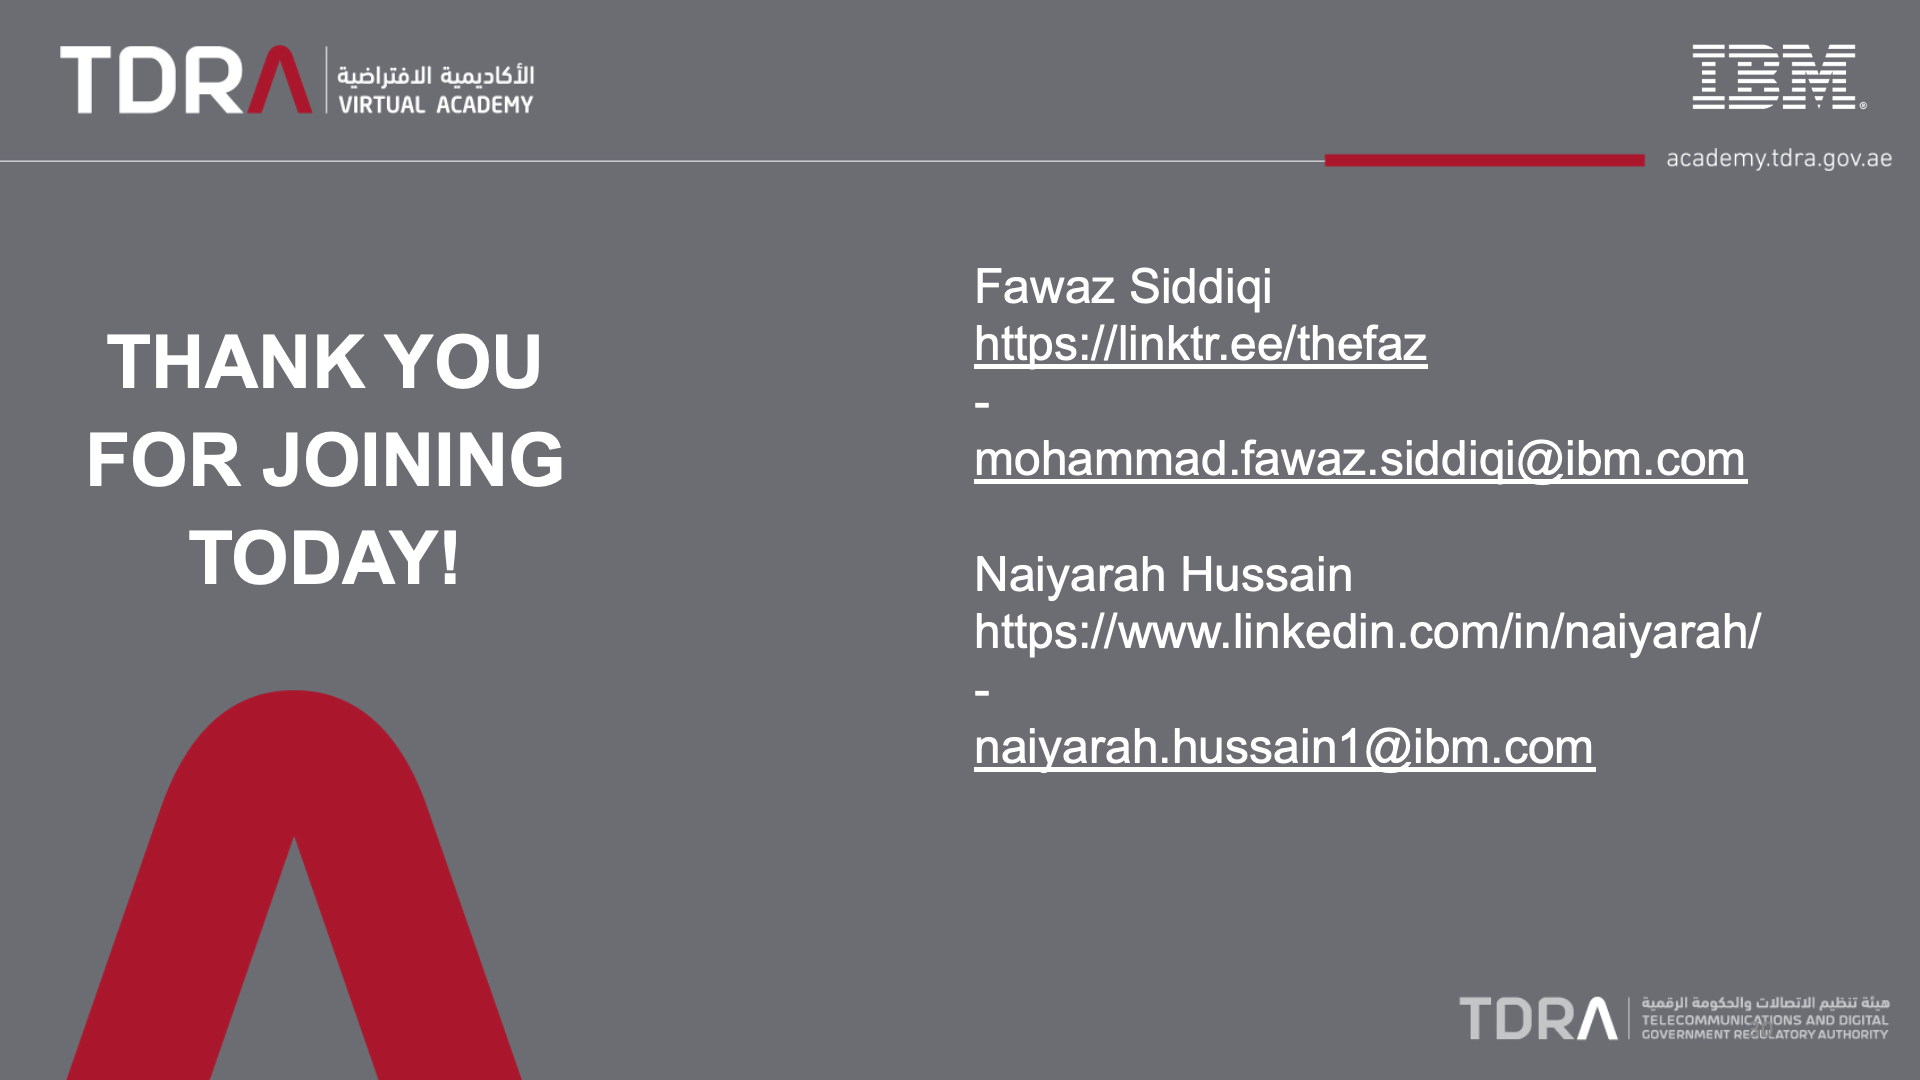 TDRA
الأكاديمية الافتراضية
VIRTUAL ACADEMY
IBM®
academy.tdra.gov.ae
THANK YOU
FOR JOINING
TODAY!
Fawaz Siddiqi
https://linktr.ee/thefaz
-
mohammad.fawaz.siddiqi@ibm.com
Naiyarah Hussain
https://www.linkedin.com/in/naiyarah/
-
naiyarah.hussain1@ibm.com
TDRA
هيئة تنظيم الاتصالات والحكومة الرقمية
TELECOMMUNICATIONS AND DIGITAL
GOVERNMENT REGULATORY AUTHORITY